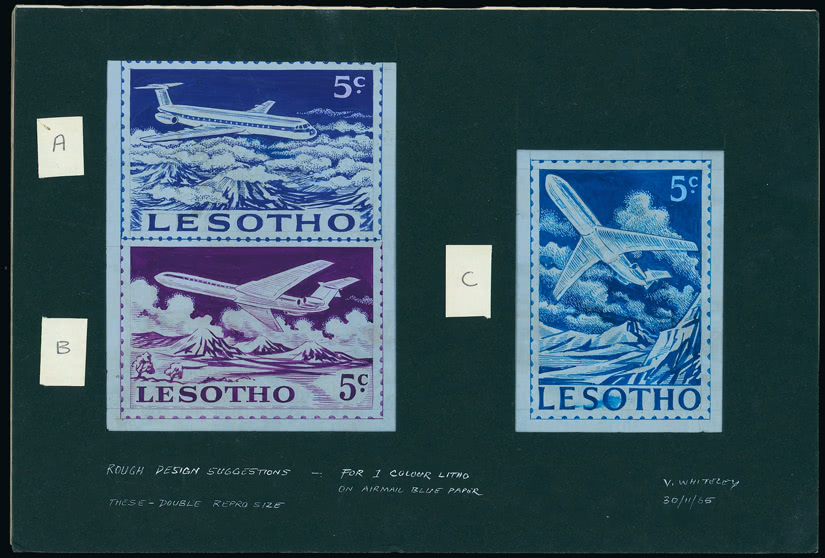 A
5c.
LESOTHO
B
LESOTHO 5c.
C
5c.
LESOTHO
ROUGH DESIGN SUGGESTIONS — FOR 1 COLOUR LITHO
ON AIRMAIL BLUE PAPER
THESE - DOUBLE REPRO SIZE
V. WHITELEY
30/11/65